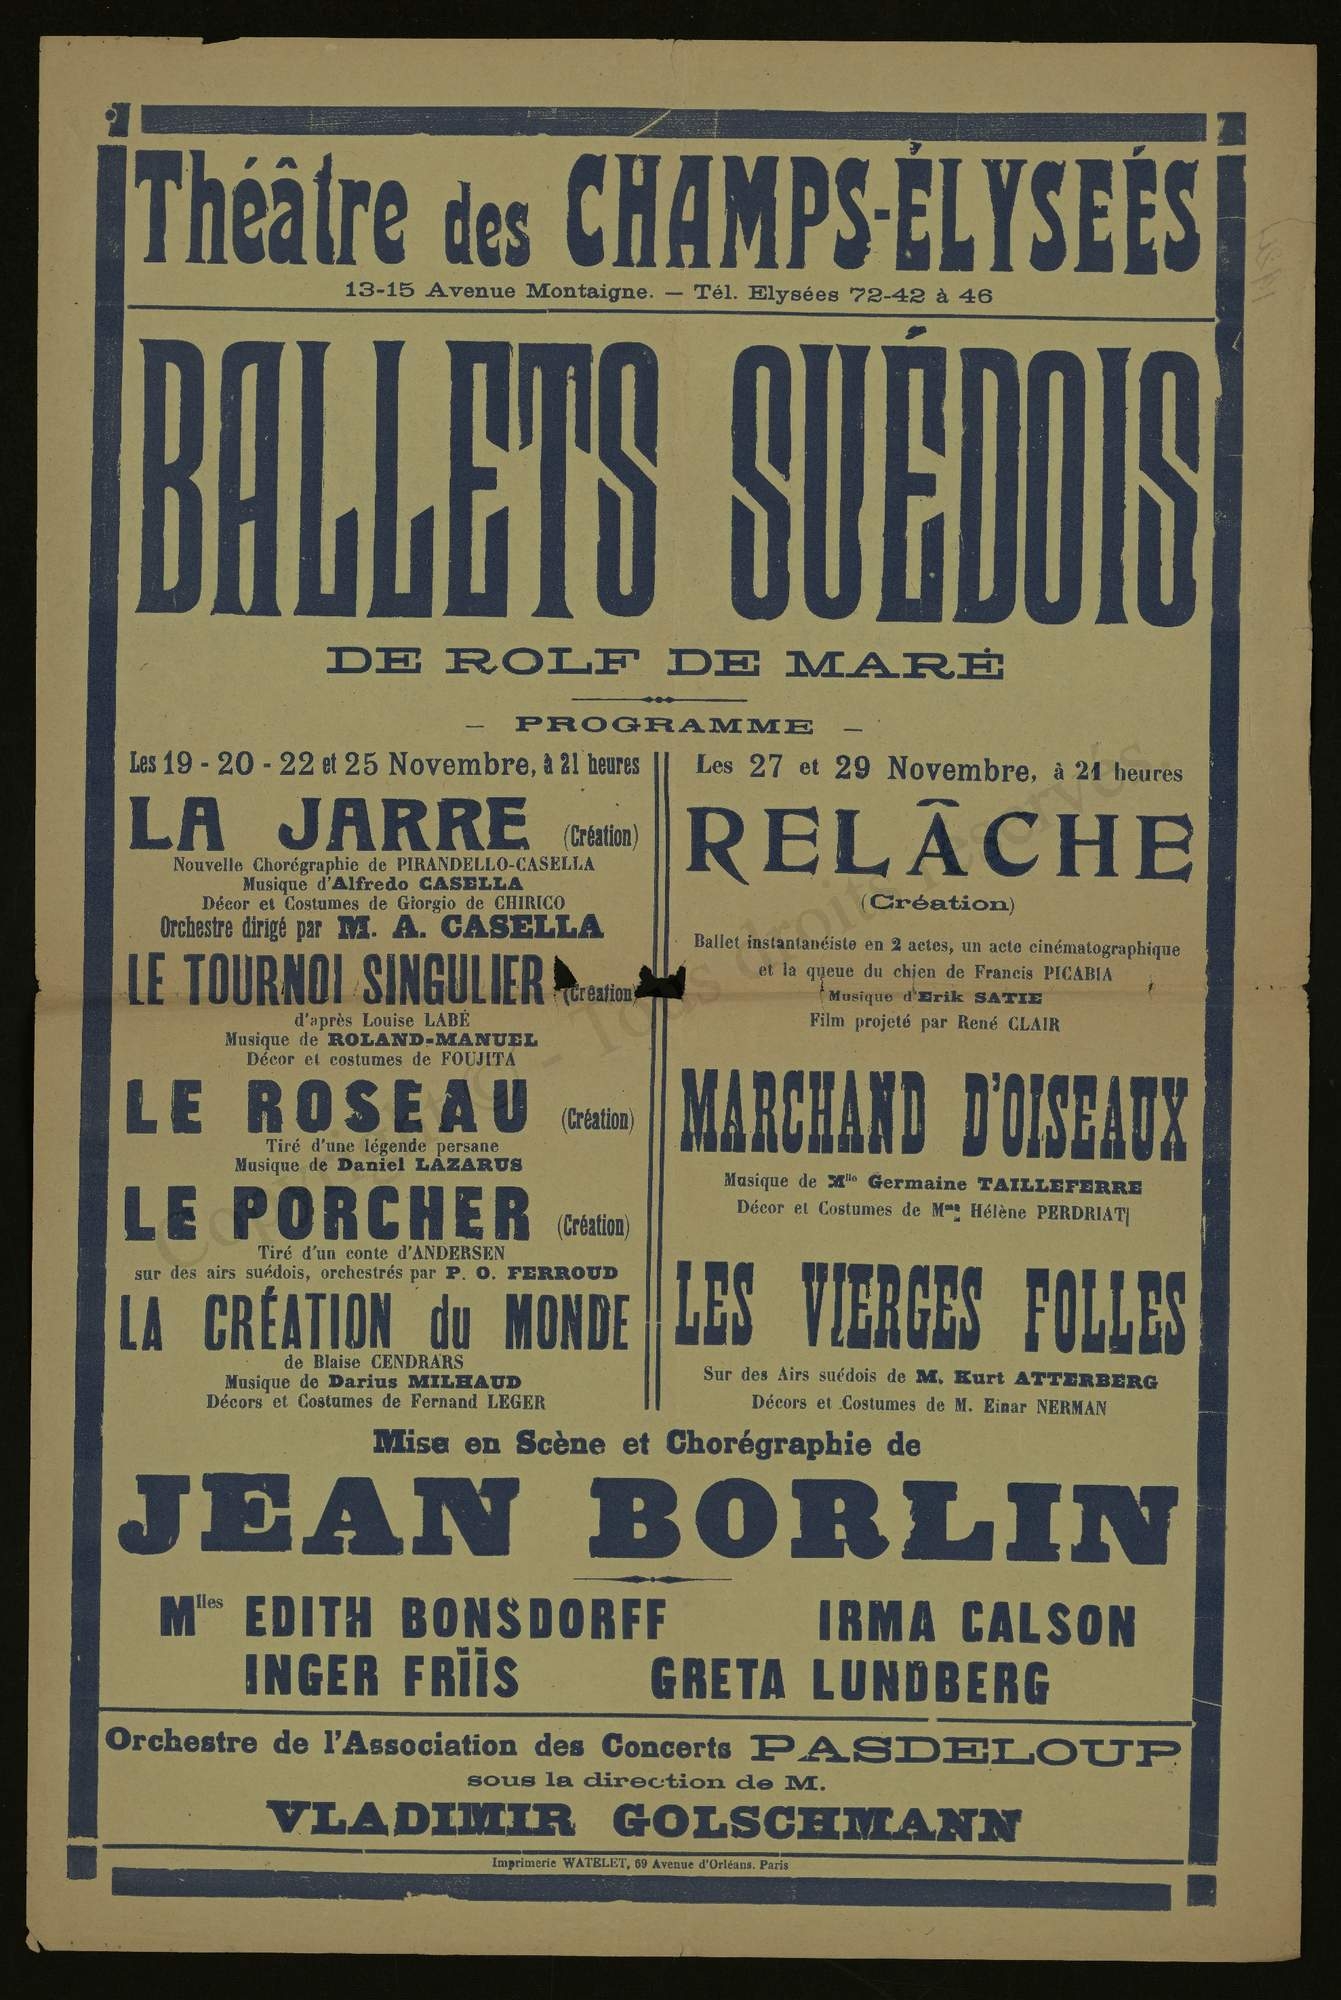 Théâtre des CHAMPS-ÉLYSEÉS
13-15 Avenue Montaigne. — Tél. Elysées 72-42 à 46
BALLETS SUÉDOIS
DE ROLF DE MARÉ
— PROGRAMME —
Les 19 - 20 - 22 et 25 Novembre, à 21 heures
LA JARRE (Création)
Nouvelle Chorégraphie de PIRANDELLO-CASELLA
Musique d'Alfredo CASELLA
Décor et Costumes de Giorgio de CHIRICO
Orchestre dirigé par M. A. CASELLA
LE TOURNOI SINGULIER (Création)
d'après Louise LABÉ
Musique de ROLAND-MANUEL
Décor et costumes de FOUJITA
LE ROSEAU (Création)
Tiré d'une légende persane
Musique de Daniel LAZARUS
LE PORCHER (Création)
Tiré d'un conte d'ANDERSEN
sur des airs suédois, orchestrés par P. O. FERROUD
LA CRÉATION du MONDE
de Blaise CENDRARS
Musique de Darius MILHAUD
Décors et Costumes de Fernand LEGER
Les 27 et 29 Novembre, à 21 heures
RELÂCHE
(Création)
Ballet instantanéiste en 2 actes, un acte cinématographique
et la queue du chien de Francis PICABIA
Musique d'Erik SATIE
Film projeté par René CLAIR
MARCHAND D'OISEAUX
Musique de Mlle Germaine TAILLEFERRE
Décor et Costumes de Mme Hélène PERDRIAT
LES VIERGES FOLLES
Sur des Airs suédois de M. Kurt ATTERBERG
Décors et Costumes de M. Einar NERMAN
Mise en Scène et Chorégraphie de
JEAN BORLIN
Mlles EDITH BONSDORFF IRMA CALSON
INGER FRÏÏS GRETA LUNDBERG
Orchestre de l'Association des Concerts PASDELOUP
sous la direction de M.
VLADIMIR GOLSCHMANN
Imprimerie WATELET, 69 Avenue d'Orléans. Paris
Copyright © - Tous droits réservés.